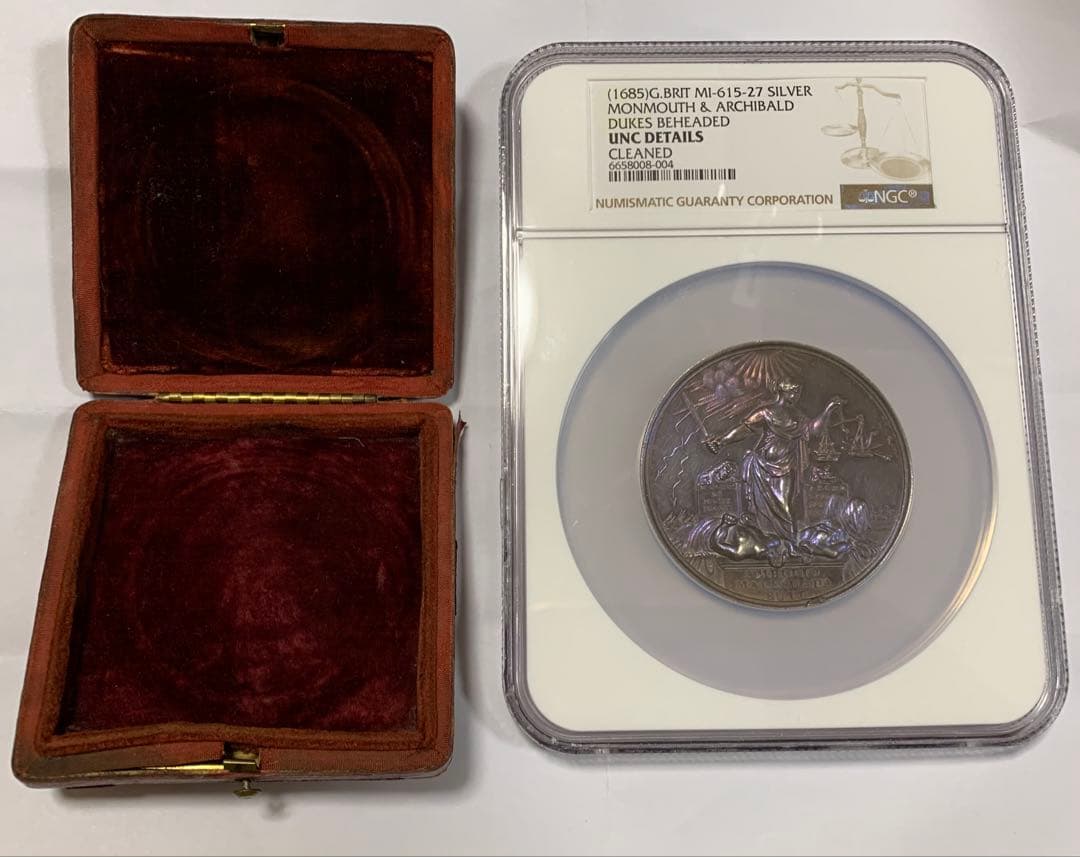 (1685)G.BRIT MI-615-27 SILVER
MONMOUTH & ARCHIBALD
DUKES BEHEADED
UNC DETAILS
CLEANED
6658008-004
NUMISMATIC GUARANTY CORPORATION
NGC®